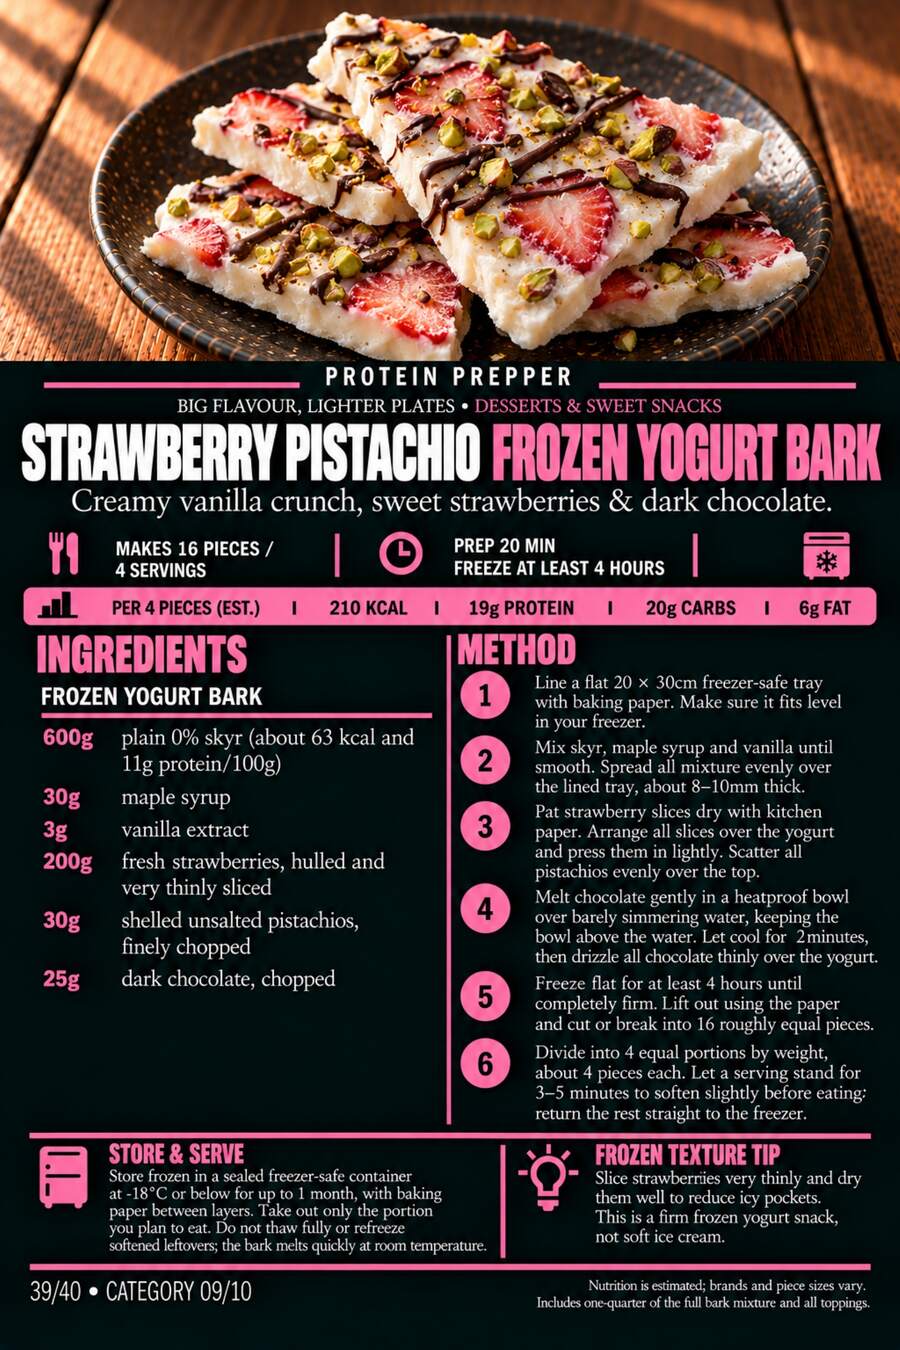 PROTEIN PREPPER
BIG FLAVOUR, LIGHTER PLATES • DESSERTS & SWEET SNACKS
STRAWBERRY PISTACHIO FROZEN YOGURT BARK
Creamy vanilla crunch, sweet strawberries & dark chocolate.
MAKES 16 PIECES /
4 SERVINGS
PREP 20 MIN
FREEZE AT LEAST 4 HOURS
PER 4 PIECES (EST.) | 210 KCAL | 19g PROTEIN | 20g CARBS | 6g FAT
INGREDIENTS
FROZEN YOGURT BARK
600g plain 0% skyr (about 63 kcal and
11g protein/100g)
30g maple syrup
3g vanilla extract
200g fresh strawberries, hulled and
very thinly sliced
30g shelled unsalted pistachios,
finely chopped
25g dark chocolate, chopped
METHOD
1 Line a flat 20 × 30cm freezer-safe tray
with baking paper. Make sure it fits level
in your freezer.
2 Mix skyr, maple syrup and vanilla until
smooth. Spread all mixture evenly over
the lined tray, about 8–10mm thick.
3 Pat strawberry slices dry with kitchen
paper. Arrange all slices over the yogurt
and press them in lightly. Scatter all
pistachios evenly over the top.
4 Melt chocolate gently in a heatproof bowl
over barely simmering water, keeping the
bowl above the water. Let cool for 2minutes,
then drizzle all chocolate thinly over the yogurt.
5 Freeze flat for at least 4 hours until
completely firm. Lift out using the paper
and cut or break into 16 roughly equal pieces.
6 Divide into 4 equal portions by weight,
about 4 pieces each. Let a serving stand for
3–5 minutes to soften slightly before eating;
return the rest straight to the freezer.
STORE & SERVE
Store frozen in a sealed freezer-safe container
at -18°C or below for up to 1 month, with baking
paper between layers. Take out only the portion
you plan to eat. Do not thaw fully or refreeze
softened leftovers; the bark melts quickly at room temperature.
FROZEN TEXTURE TIP
Slice strawberries very thinly and dry
them well to reduce icy pockets.
This is a firm frozen yogurt snack,
not soft ice cream.
39/40 • CATEGORY 09/10
Nutrition is estimated; brands and piece sizes vary.
Includes one-quarter of the full bark mixture and all toppings.